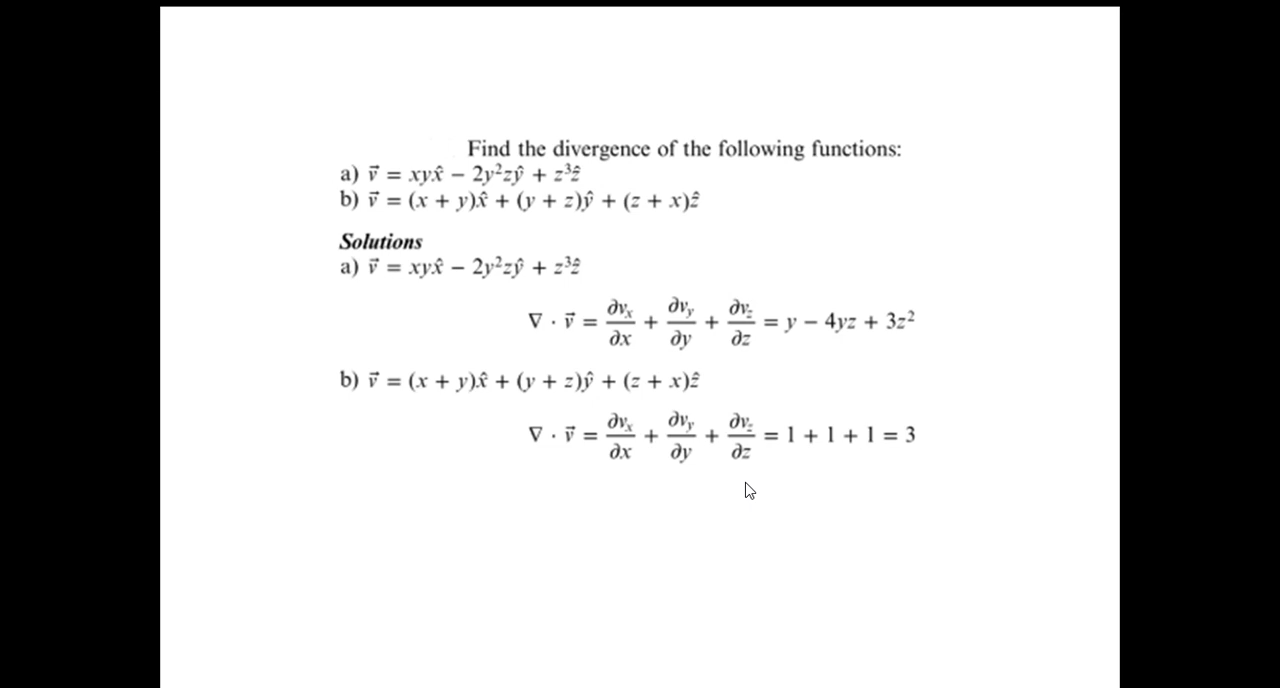 Find the divergence of the following functions:
a) v⃗ = xyx̂ − 2y²zŷ + z³ẑ
b) v⃗ = (x + y)x̂ + (y + z)ŷ + (z + x)ẑ
Solutions
a) v⃗ = xyx̂ − 2y²zŷ + z³ẑ
∇ · v⃗ = ∂vₓ/∂x + ∂v_y/∂y + ∂v_z/∂z = y − 4yz + 3z²
b) v⃗ = (x + y)x̂ + (y + z)ŷ + (z + x)ẑ
∇ · v⃗ = ∂vₓ/∂x + ∂v_y/∂y + ∂v_z/∂z = 1 + 1 + 1 = 3